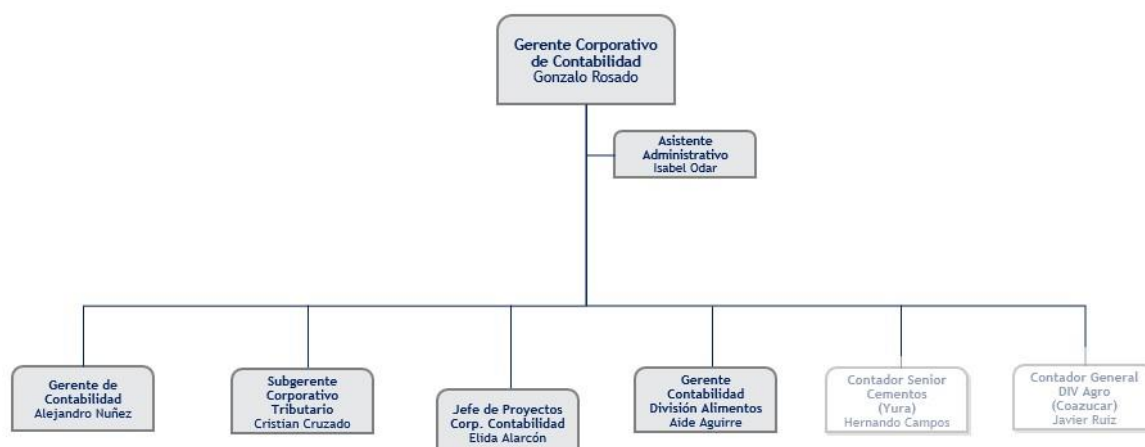 Gerente Corporativo
de Contabilidad
Gonzalo Rosado
Asistente
Administrativo
Isabel Odar
Gerente de
Contabilidad
Alejandro Nuñez
Subgerente
Corporativo
Tributario
Cristian Cruzado
Jefe de Proyectos
Corp. Contabilidad
Elida Alarcón
Gerente
Contabilidad
División Alimentos
Aide Aguirre
Contador Senior
Cementos
(Yura)
Hernando Campos
Contador General
DIV Agro
(Coazucar)
Javier Ruiz